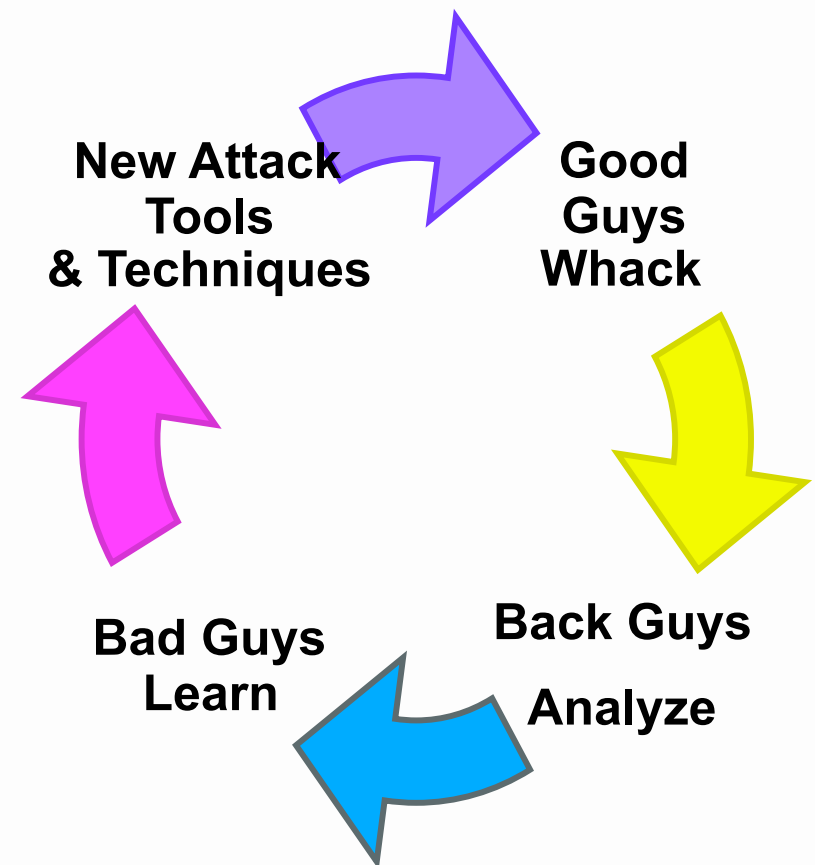 New Attack
Tools
& Techniques
Good
Guys
Whack
Back Guys
Analyze
Bad Guys
Learn